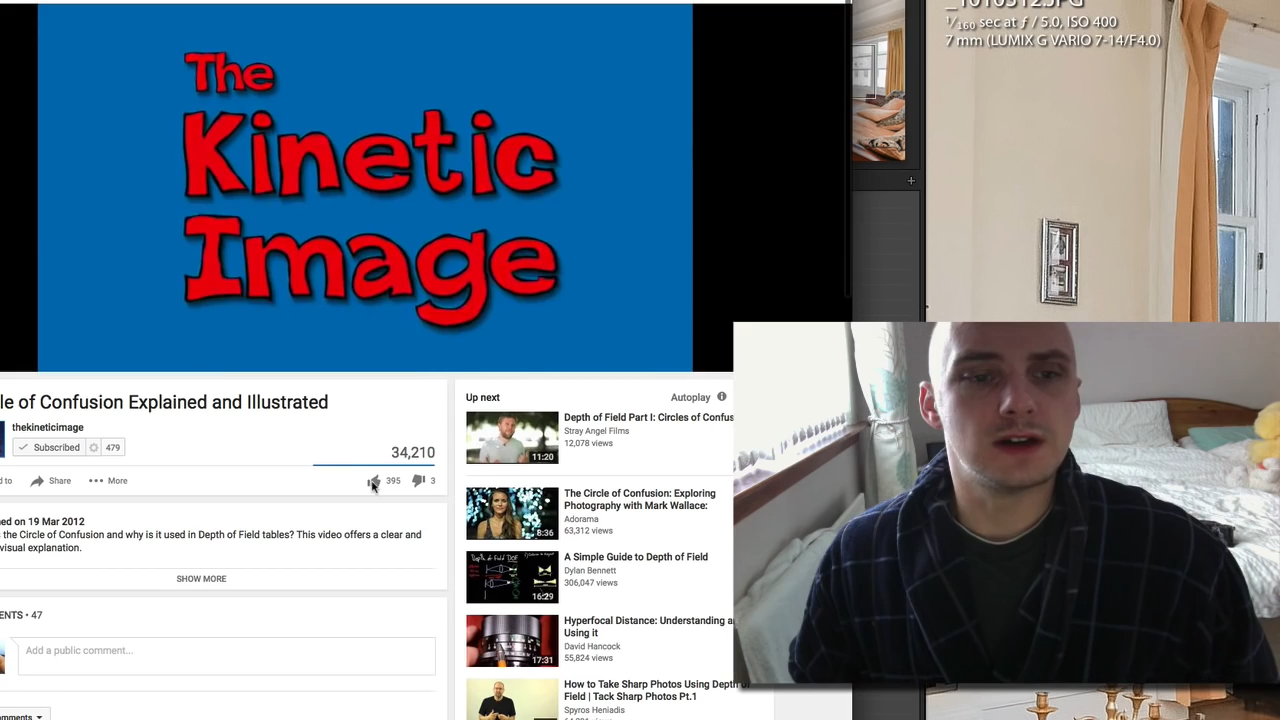 The
Kinetic
Image
_1010312.JPG
1/160 sec at ƒ / 5.0, ISO 400
7 mm (LUMIX G VARIO 7-14/F4.0)
le of Confusion Explained and Illustrated
thekineticimage
Subscribed 479
34,210
d to Share More 395 3
ed on 19 Mar 2012
the Circle of Confusion and why is it used in Depth of Field tables? This video offers a clear and
visual explanation.
SHOW MORE
ENTS • 47
Add a public comment...
mments
Up next Autoplay
Depth of Field Part I: Circles of Confus
Stray Angel Films
12,078 views
11:20
The Circle of Confusion: Exploring
Photography with Mark Wallace:
Adorama
63,312 views
8:36
A Simple Guide to Depth of Field
Dylan Bennett
306,047 views
16:29
Hyperfocal Distance: Understanding a
Using it
David Hancock
55,824 views
17:31
How to Take Sharp Photos Using Depth of
Field | Tack Sharp Photos Pt.1
Spyros Heniadis